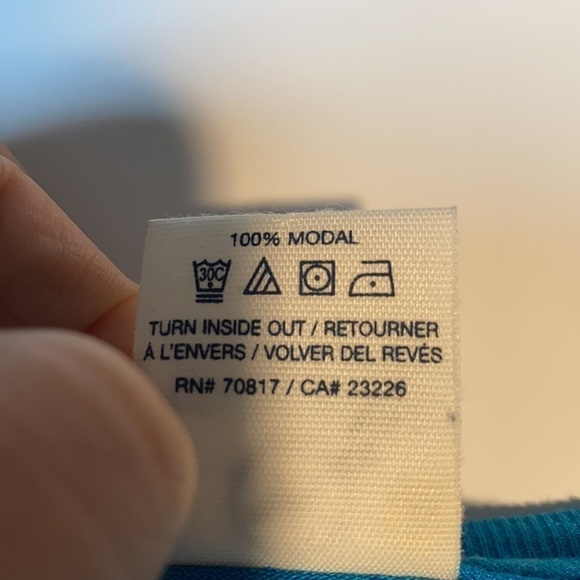 100% MODAL
30C
TURN INSIDE OUT / RETOURNER
À L'ENVERS / VOLVER DEL REVÉS
RN# 70817 / CA# 23226